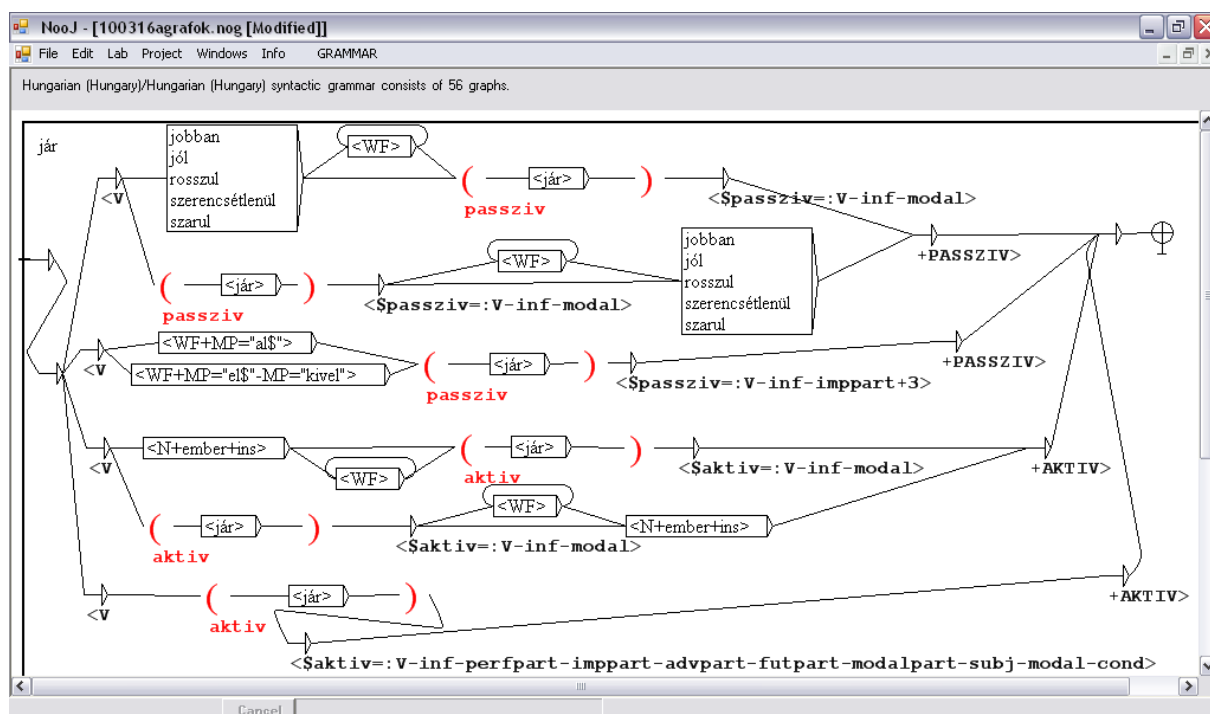 NooJ - [100316agrafok.nog [Modified]]
File Edit Lab Project Windows Info GRAMMAR
Hungarian (Hungary)/Hungarian (Hungary) syntactic grammar consists of 56 graphs.
jár
<V
jobban
jól
rosszul
szerencsétlenül
szarul
<WF>
( <jár> )
passziv
<$passziv=:V-inf-modal>
( <jár> )
passziv
<$passziv=:V-inf-modal>
<WF>
jobban
jól
rosszul
szerencsétlenül
szarul
+PASSZIV>
<V
<WF+MP="al$">
<WF+MP="el$"-MP="kivel">
( <jár> )
passziv
<$passziv=:V-inf-imppart+3>
+PASSZIV>
<V
<N+ember+ins>
<WF>
( <jár> )
aktiv
<$aktiv=:V-inf-modal>
+AKTIV>
( <jár> )
aktiv
<$aktiv=:V-inf-modal>
<WF>
<N+ember+ins>
<V
( <jár> )
aktiv
+AKTIV>
<$aktiv=:V-inf-perfpart-imppart-advpart-futpart-modalpart-subj-modal-cond>
Cancel